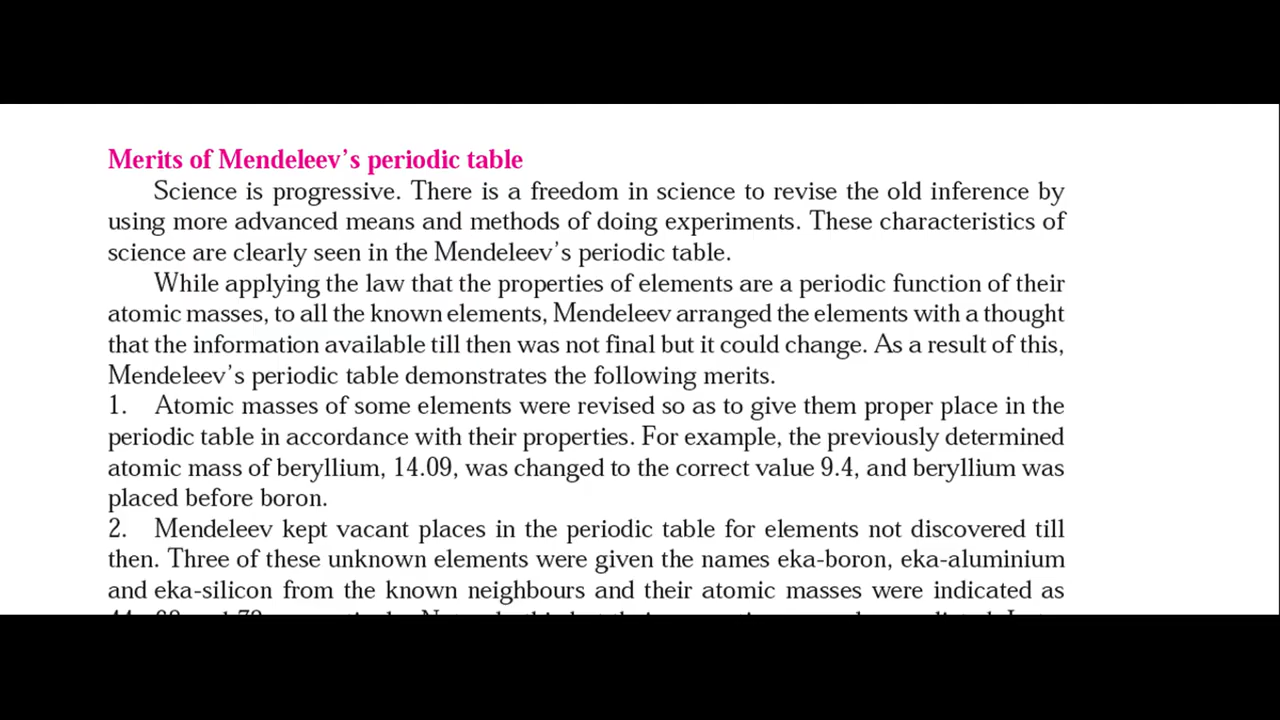 Merits of Mendeleev's periodic table
Science is progressive. There is a freedom in science to revise the old inference by
using more advanced means and methods of doing experiments. These characteristics of
science are clearly seen in the Mendeleev's periodic table.
While applying the law that the properties of elements are a periodic function of their
atomic masses, to all the known elements, Mendeleev arranged the elements with a thought
that the information available till then was not final but it could change. As a result of this,
Mendeleev's periodic table demonstrates the following merits.
1. Atomic masses of some elements were revised so as to give them proper place in the
periodic table in accordance with their properties. For example, the previously determined
atomic mass of beryllium, 14.09, was changed to the correct value 9.4, and beryllium was
placed before boron.
2. Mendeleev kept vacant places in the periodic table for elements not discovered till
then. Three of these unknown elements were given the names eka-boron, eka-aluminium
and eka-silicon from the known neighbours and their atomic masses were indicated as